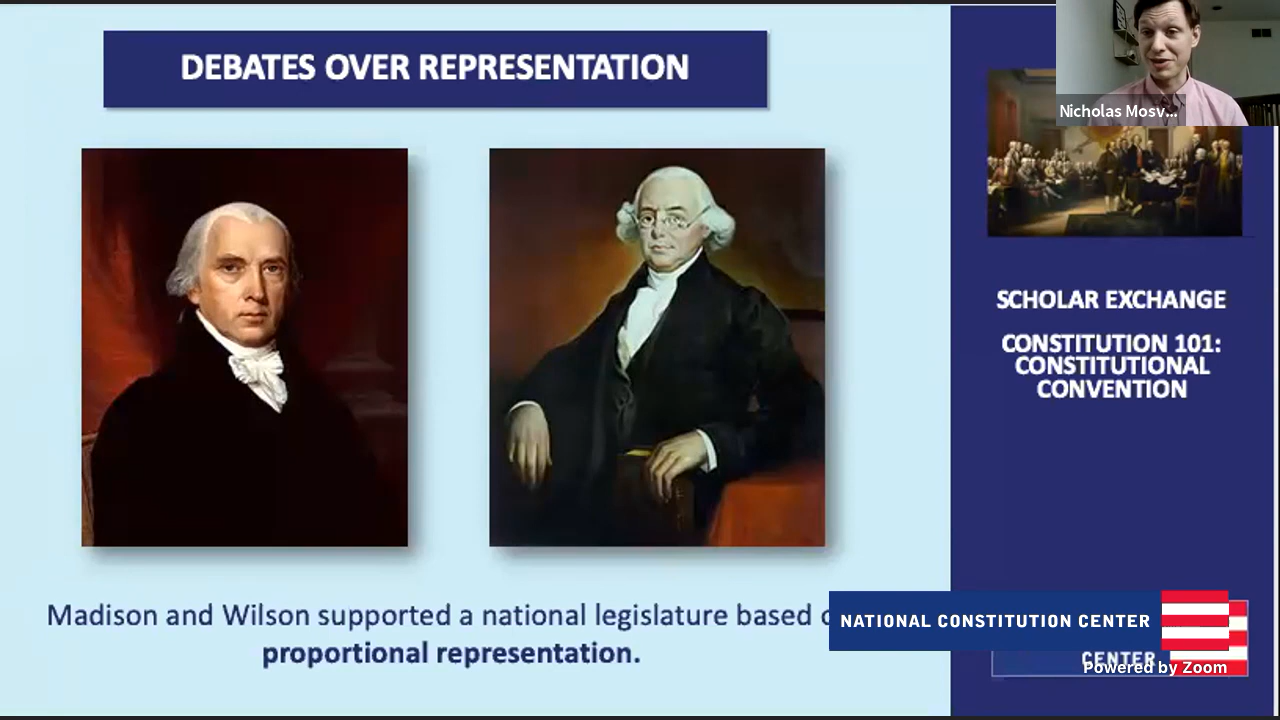 DEBATES OVER REPRESENTATION
Nicholas Mosv...
SCHOLAR EXCHANGE
CONSTITUTION 101:
CONSTITUTIONAL
CONVENTION
Madison and Wilson supported a national legislature based
proportional representation.
NATIONAL CONSTITUTION CENTER
CENTER
Powered by Zoom